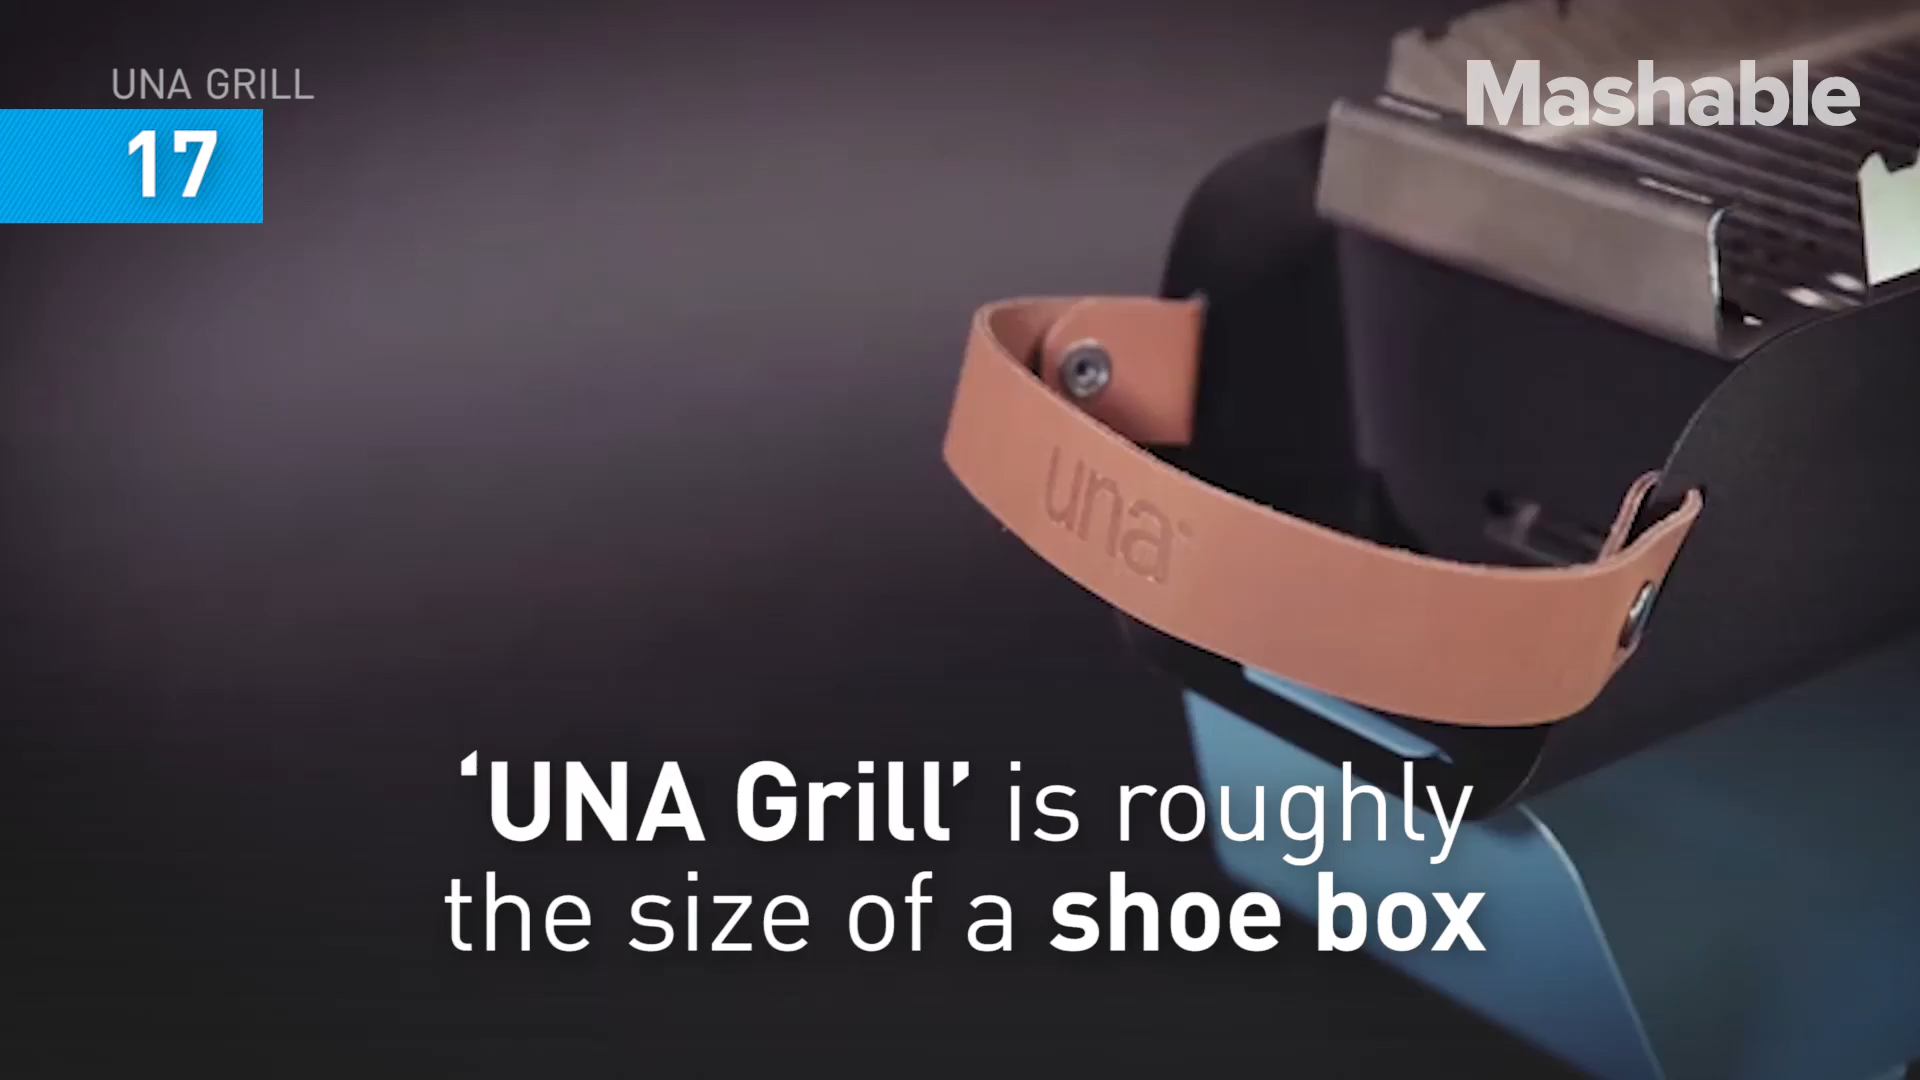 UNA GRILL
17
Mashable
una
‘UNA Grill’ is roughly
the size of a shoe box